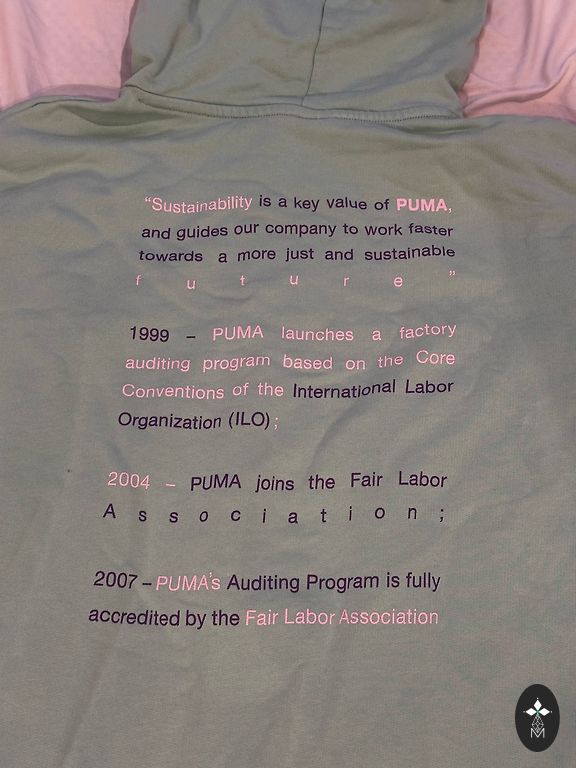 “Sustainability is a key value of PUMA,
and guides our company to work faster
towards a more just and sustainable
f u t u r e ”
1999 – PUMA launches a factory
auditing program based on the Core
Conventions of the International Labor
Organization (ILO);
2004 – PUMA joins the Fair Labor
A s s o c i a t i o n ;
2007 – PUMA's Auditing Program is fully
accredited by the Fair Labor Association
M